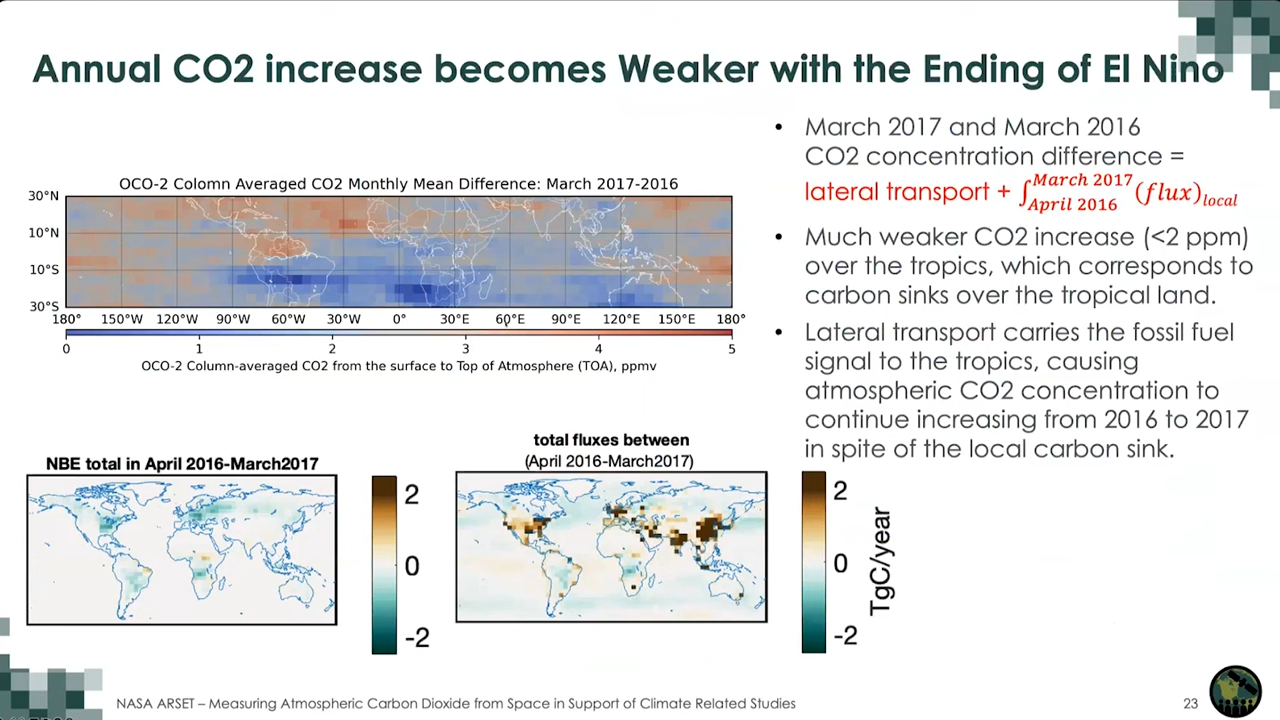 Annual CO2 increase becomes Weaker with the Ending of El Nino
• March 2017 and March 2016
CO2 concentration difference =
lateral transport + ∫_{April 2016}^{March 2017}(flux)_{local}
• Much weaker CO2 increase (<2 ppm)
over the tropics, which corresponds to
carbon sinks over the tropical land.
• Lateral transport carries the fossil fuel
signal to the tropics, causing
atmospheric CO2 concentration to
continue increasing from 2016 to 2017
in spite of the local carbon sink.
OCO-2 Colomn Averaged CO2 Monthly Mean Difference: March 2017-2016
30°N
10°N
10°S
30°S
180° 150°W 120°W 90°W 60°W 30°W 0° 30°E 60°E 90°E 120°E 150°E 180°
0 1 2 3 4 5
OCO-2 Column-averaged CO2 from the surface to Top of Atmosphere (TOA), ppmv
NBE total in April 2016-March2017
2
0
-2
total fluxes between
(April 2016-March2017)
2
0
-2
TgC/year
NASA ARSET – Measuring Atmospheric Carbon Dioxide from Space in Support of Climate Related Studies
23